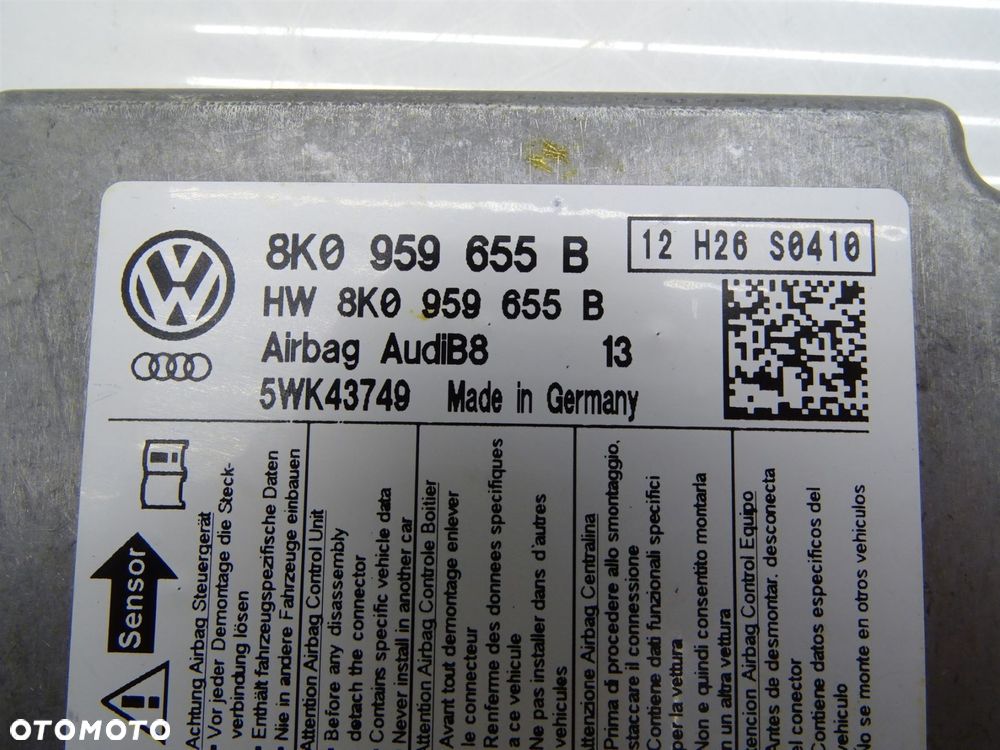 8K0 959 655 B
12 H26 S0410
HW 8K0 959 655 B
Airbag AudiB8 13
5WK43749 Made in Germany
Sensor
Achtung Airbag Steuergerät
• Vor jeder Demontage die Steck-
verbindung lösen
• Enthält fahrzeugspezifische Daten
• Nie in andere Fahrzeuge einbauen
Attention Airbag Control Unit
• Before any disassembly
detach the connector
• Contains specific vehicle data
• Never install in another car
Attention Airbag Controle Boitier
Avant tout demontage enlever
le connecteur
Renferme des donnees specifiques
a ce vehicule
Ne pas installer dans d'autres
vehicules
Attenzione Airbag Centralina
Prima di procedere allo smontaggio,
staccare il connessione
Contiene dati funzionali specifici
per la vettura
Non e quindi consentito montarla
in un altra vettura
Atencion Airbag Control Equipo
Antes de desmontar, desconecta
el conector
Contiene datos específicos del
vehiculo
No se monte en otros vehículos
OTOMOTO